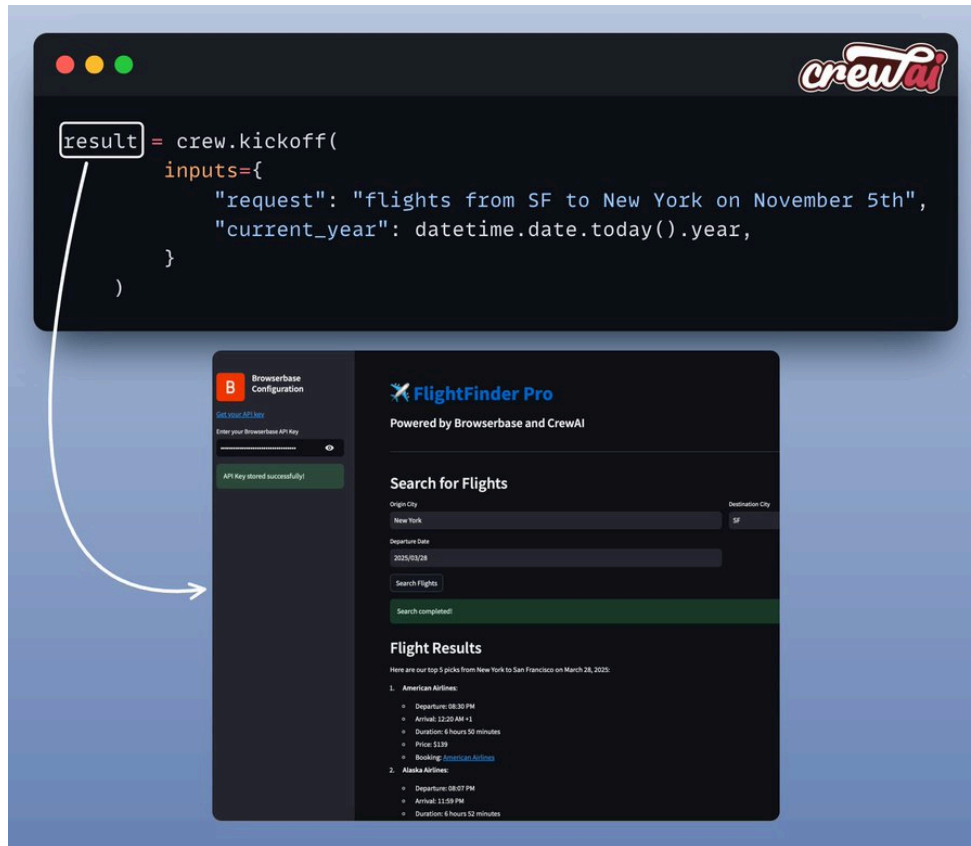 crewai
result = crew.kickoff(
inputs={
"request": "flights from SF to New York on November 5th",
"current_year": datetime.date.today().year,
}
)
B
Browserbase
Configuration
Get your API key
Enter your Browserbase API Key
API Key stored successfully!
FlightFinder Pro
Powered by Browserbase and CrewAI
Search for Flights
Origin City
Destination City
New York
SF
Departure Date
2025/03/28
Search Flights
Search completed!
Flight Results
Here are our top 5 picks from New York to San Francisco on March 28, 2025:
1. American Airlines:
Departure: 08:30 PM
Arrival: 12:20 AM +1
Duration: 6 hours 50 minutes
Price: $139
Booking: American Airlines
2. Alaska Airlines:
Departure: 08:07 PM
Arrival: 11:59 PM
Duration: 6 hours 52 minutes